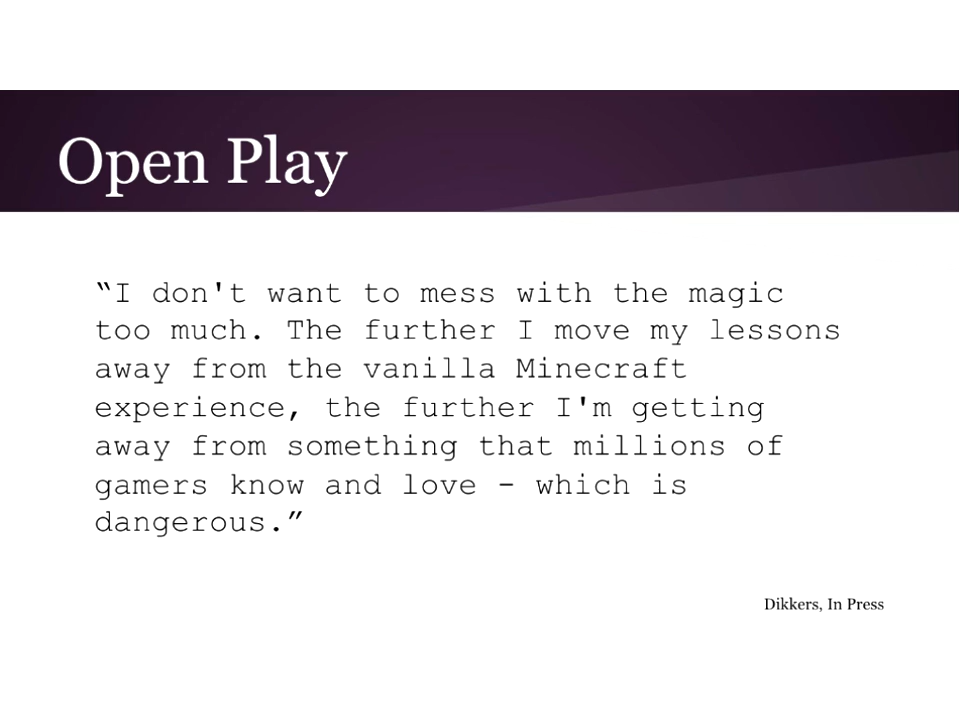 Open Play
“I don't want to mess with the magic
too much. The further I move my lessons
away from the vanilla Minecraft
experience, the further I'm getting
away from something that millions of
gamers know and love - which is
dangerous.”
Dikkers, In Press